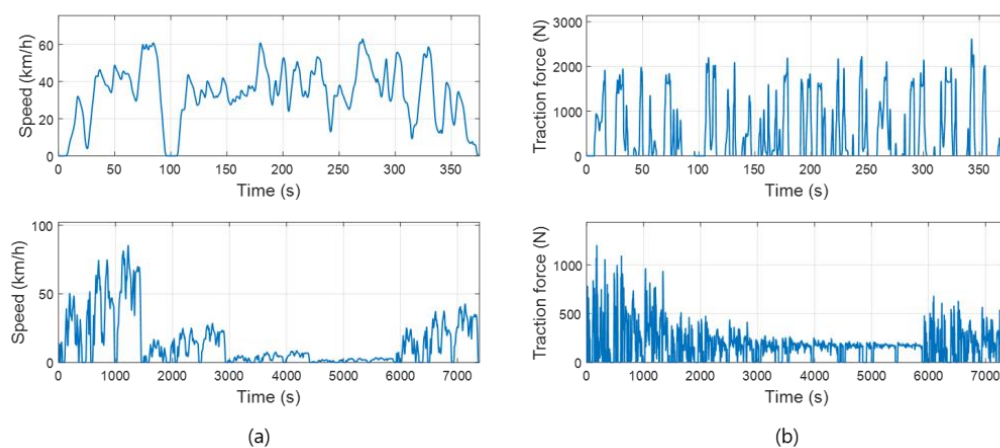 60
40
20
0
Speed (km/h)
0 50 100 150 200 250 300 350
Time (s)
3000
2000
1000
0
Traction force (N)
0 50 100 150 200 250 300 350
Time (s)
100
50
0
Speed (km/h)
0 1000 2000 3000 4000 5000 6000 7000
Time (s)
1000
500
0
Traction force (N)
0 1000 2000 3000 4000 5000 6000 7000
Time (s)
(a)
(b)